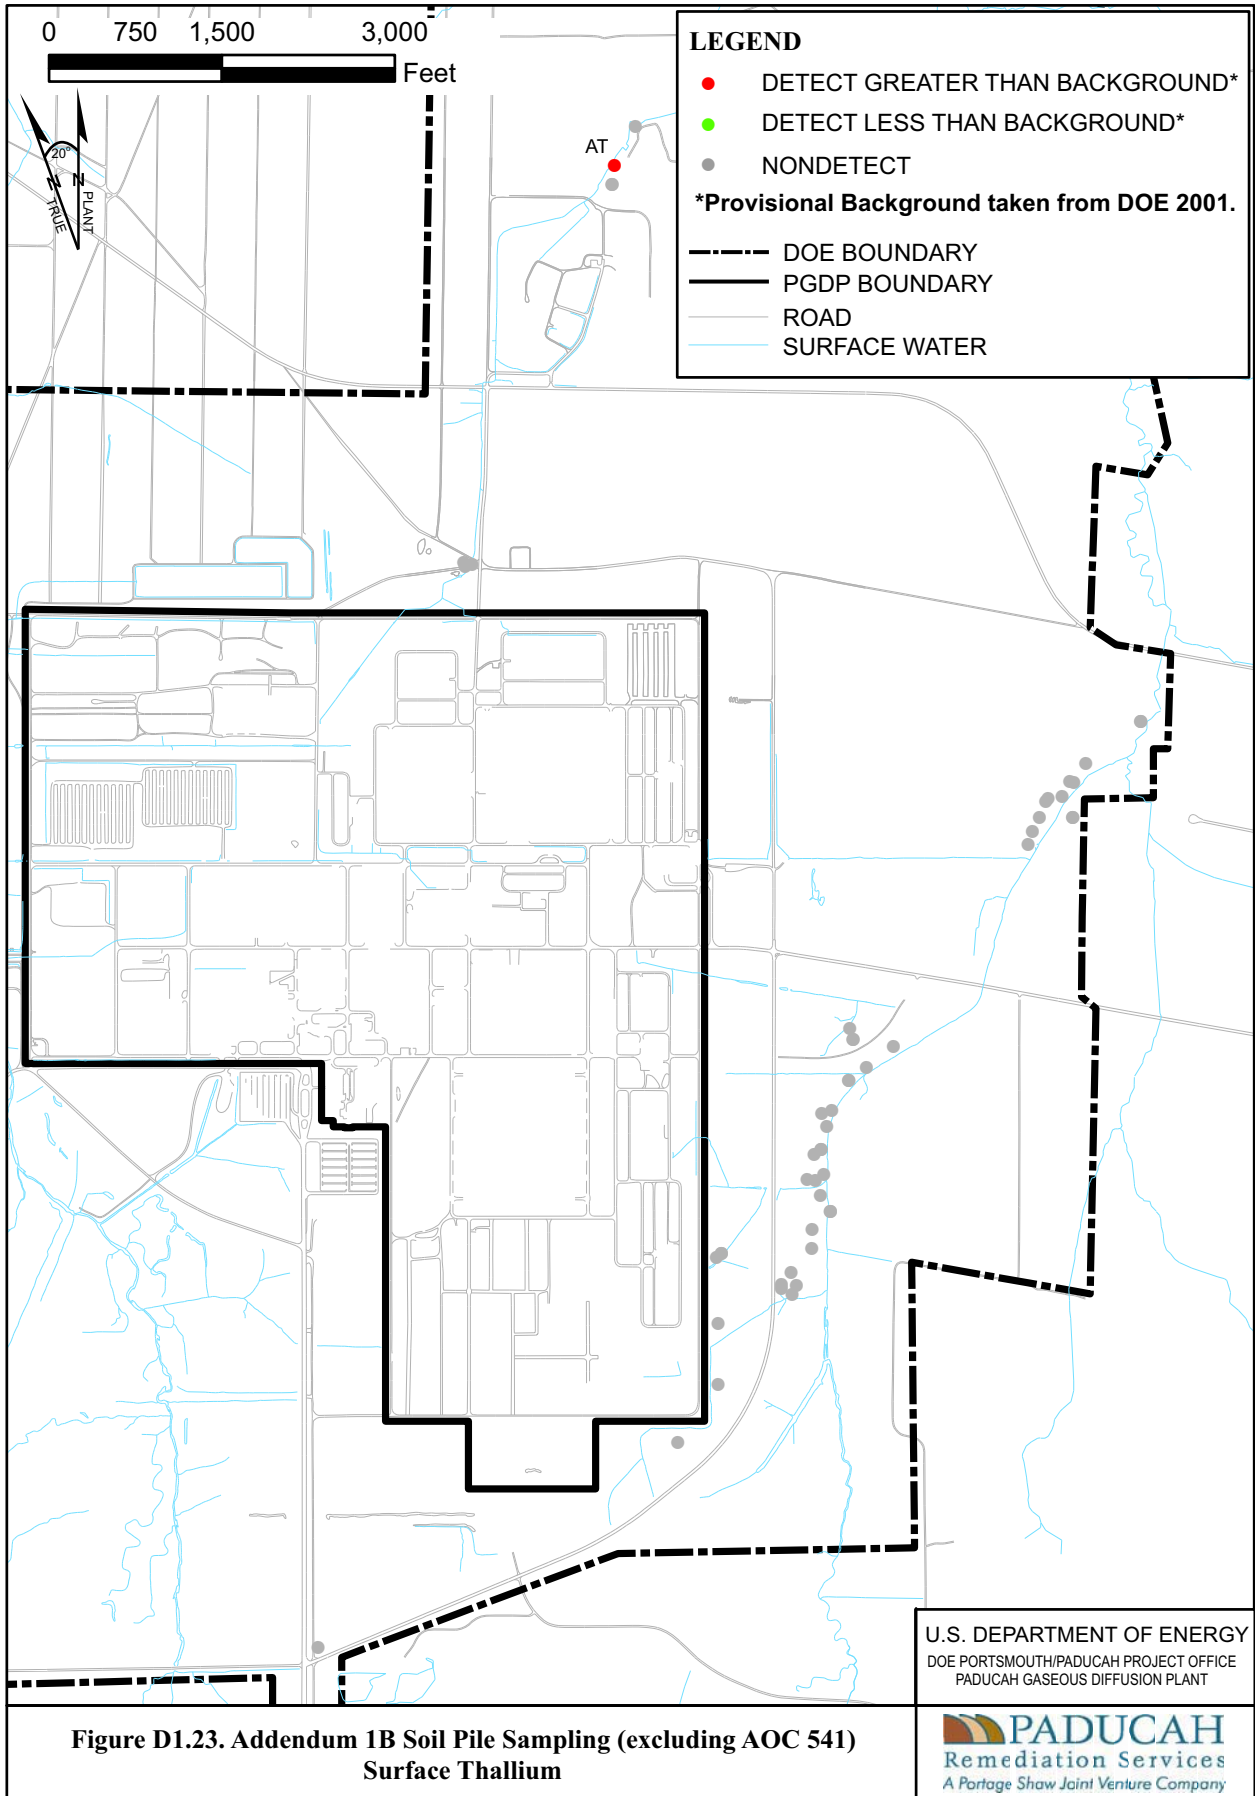 0 750 1,500 3,000
Feet
20°
N TRUE
N PLANT
AT
LEGEND
DETECT GREATER THAN BACKGROUND*
DETECT LESS THAN BACKGROUND*
NONDETECT
*Provisional Background taken from DOE 2001.
DOE BOUNDARY
PGDP BOUNDARY
ROAD
SURFACE WATER
U.S. DEPARTMENT OF ENERGY
DOE PORTSMOUTH/PADUCAH PROJECT OFFICE
PADUCAH GASEOUS DIFFUSION PLANT
Figure D1.23. Addendum 1B Soil Pile Sampling (excluding AOC 541)
Surface Thallium
PADUCAH
Remediation Services
A Portage Shaw Joint Venture Company